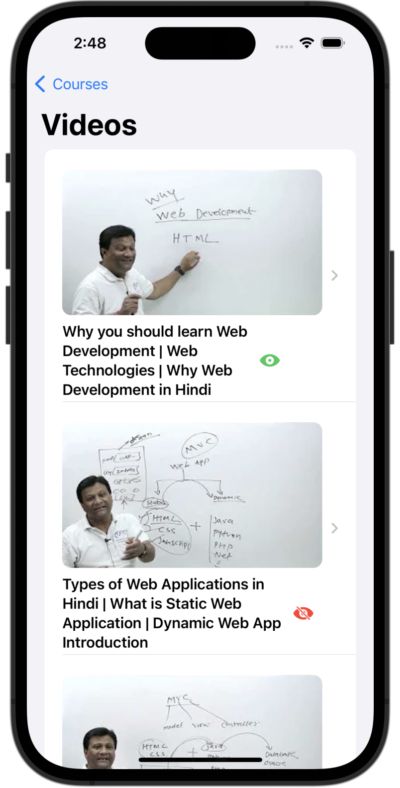 2:48
Courses
Videos
Why
Web Development
HTML
Why you should learn Web
Development | Web
Technologies | Why Web
Development in Hindi
MVC
Web App
Static
Dynamic
HTML
CSS
JavaScript
+
Java
Python
PHP
.Net
Types of Web Applications in
Hindi | What is Static Web
Application | Dynamic Web App
Introduction
MVC
model view controller
HTML
CSS
+
Java
Database